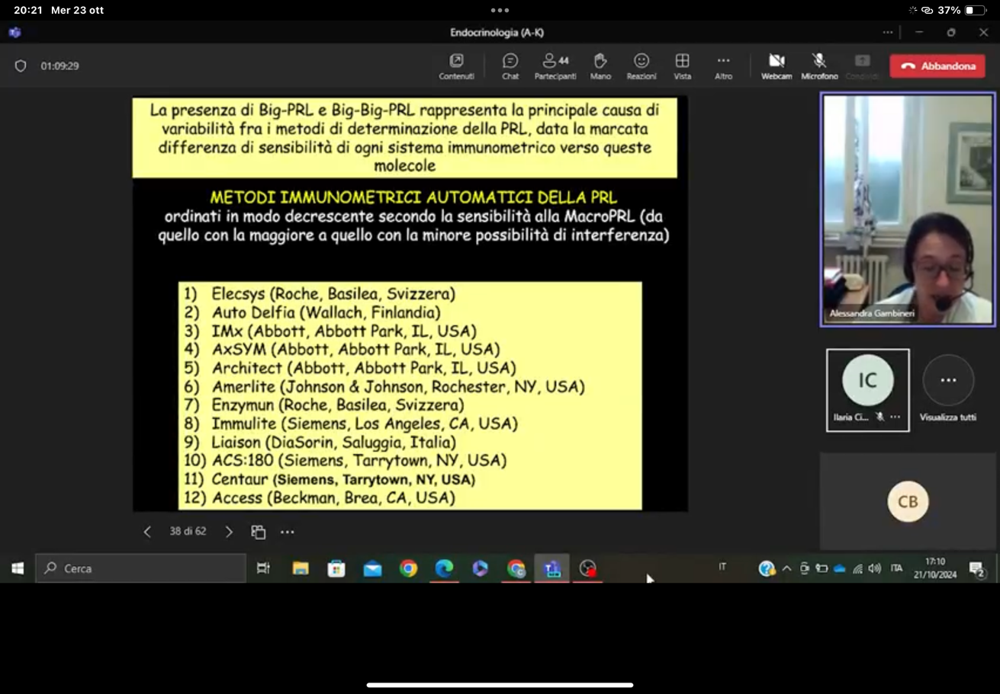 20:21 Mer 23 ott
37%
Endocrinologia (A-K)
01:09:29
Contenuti
Chat
44
Partecipanti
Mano
Reazioni
Vista
Altro
Webcam
Microfono
Abbandona
La presenza di Big-PRL e Big-Big-PRL rappresenta la principale causa di
variabilità fra i metodi di determinazione della PRL, data la marcata
differenza di sensibilità di ogni sistema immunometrico verso queste
molecole
METODI IMMUNOMETRICI AUTOMATICI DELLA PRL
ordinati in modo decrescente secondo la sensibilità alla MacroPRL (da
quello con la maggiore a quello con la minore possibilità di interferenza)
1) Elecsys (Roche, Basilea, Svizzera)
2) Auto Delfia (Wallach, Finlandia)
3) IMx (Abbott, Abbott Park, IL, USA)
4) AxSYM (Abbott, Abbott Park, IL, USA)
5) Architect (Abbott, Abbott Park, IL, USA)
6) Amerlite (Johnson & Johnson, Rochester, NY, USA)
7) Enzymun (Roche, Basilea, Svizzera)
8) Immulite (Siemens, Los Angeles, CA, USA)
9) Liaison (DiaSorin, Saluggia, Italia)
10) ACS:180 (Siemens, Tarrytown, NY, USA)
11) Centaur (Siemens, Tarrytown, NY, USA)
12) Access (Beckman, Brea, CA, USA)
Alessandra Gambineri
IC
Ilaria Ci...
Visualizza tutti
CB
38 di 62
Cerca
IT
ITA
17:10
21/10/2024
2